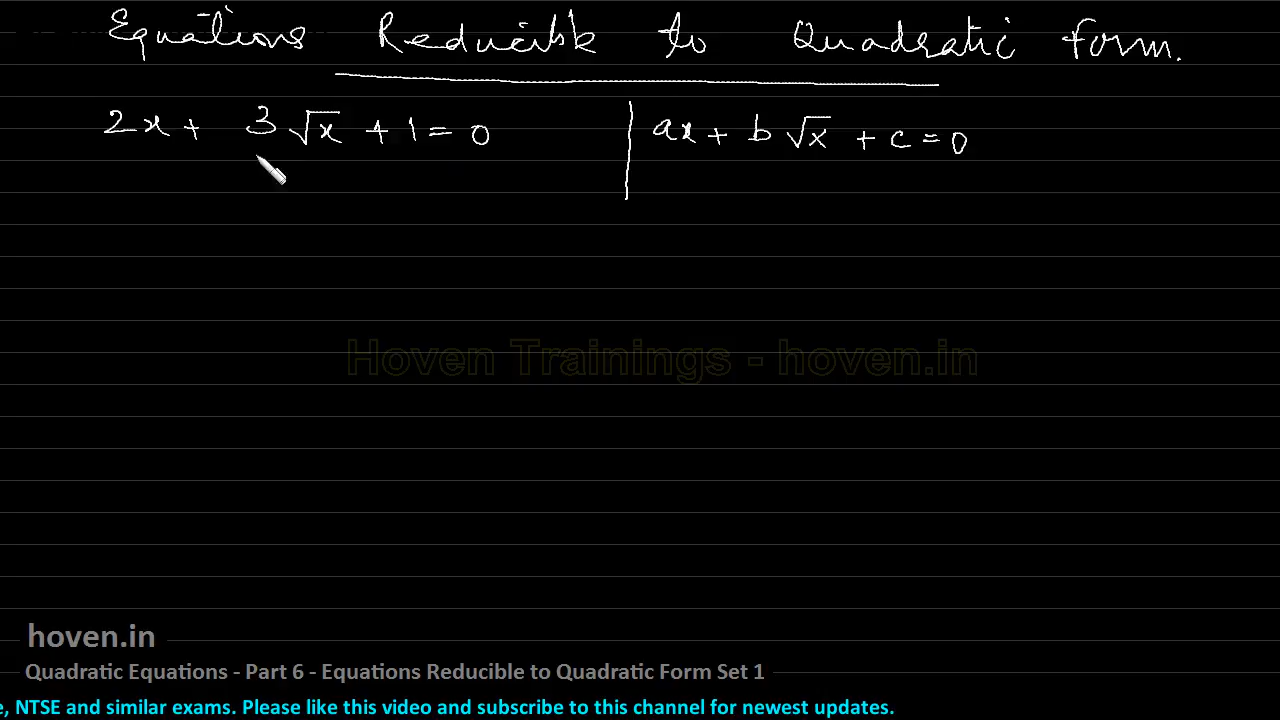 Equations Reducible to Quadratic form.
2x + 3√x + 1 = 0 | ax + b√x + c = 0
Hoven Trainings - hoven.in
hoven.in
Quadratic Equations - Part 6 - Equations Reducible to Quadratic Form Set 1
, NTSE and similar exams. Please like this video and subscribe to this channel for newest updates.